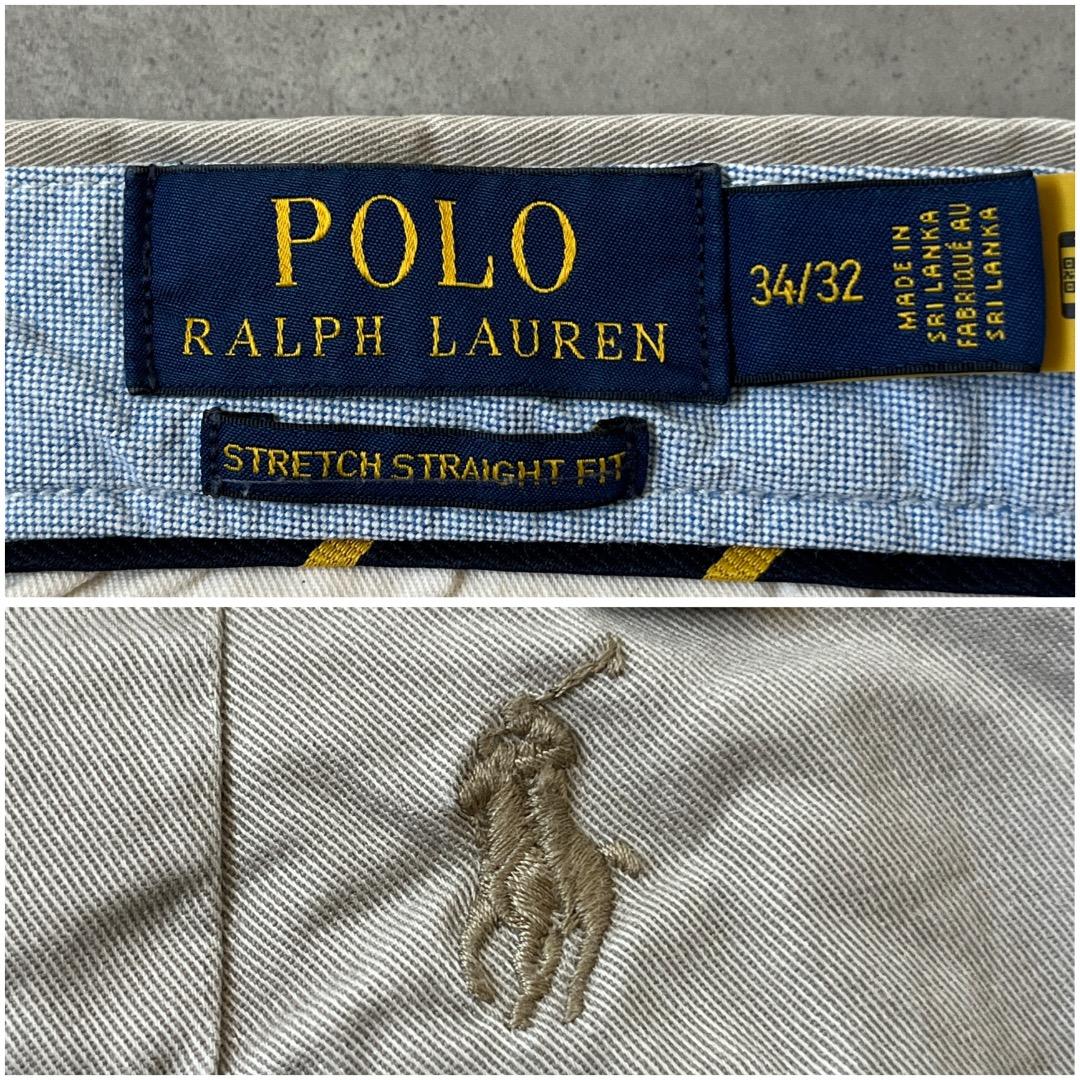 POLO
RALPH LAUREN
34/32
MADE IN
SRI LANKA
FABRIQUÉ AU
SRI LANKA
STRETCH STRAIGHT FIT